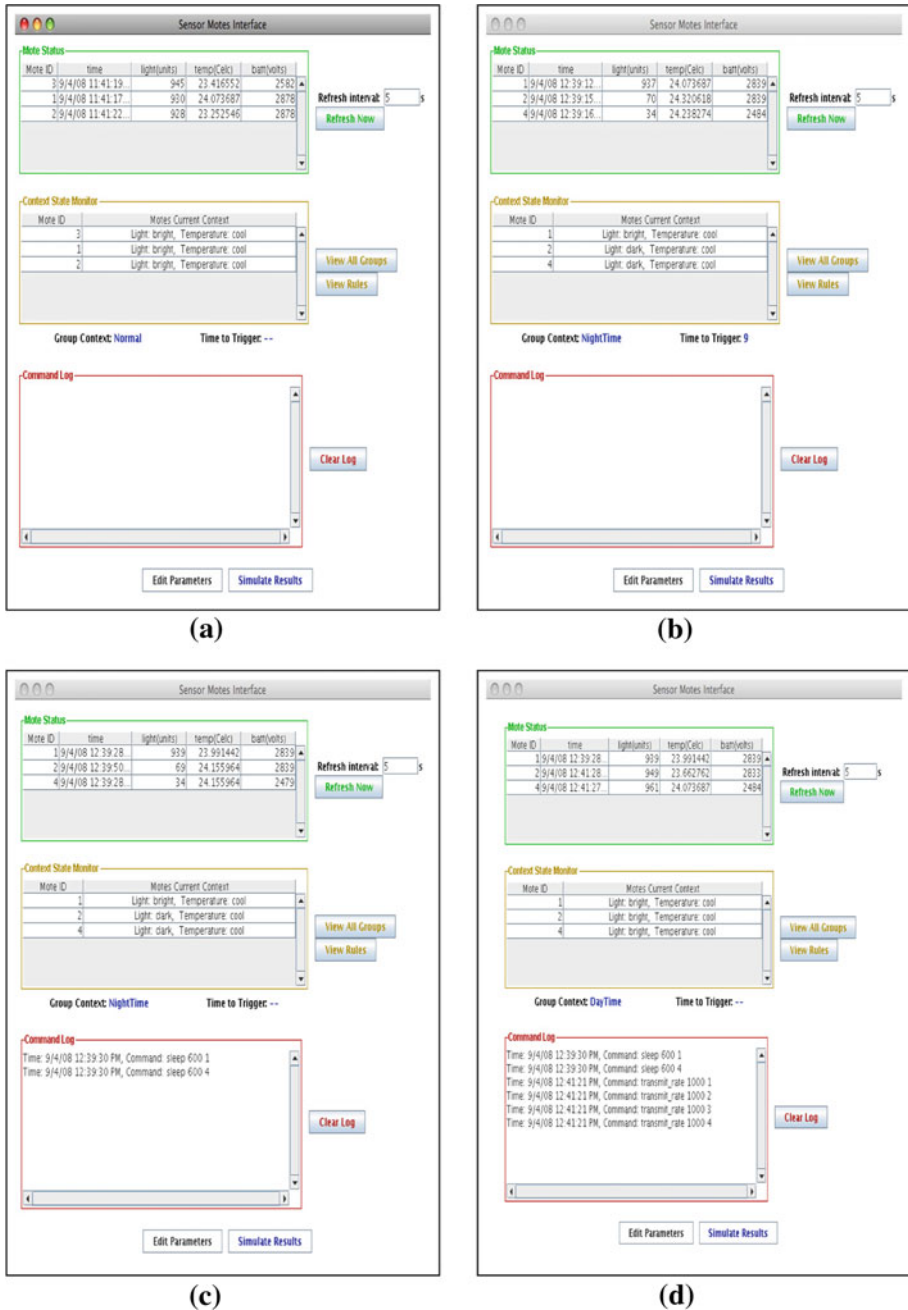 Sensor Motes Interface
Mote Status
Mote ID time light(units) temp(Celc) batt(volts)
3 9/4/08 11:41:19... 945 23.416552 2582
1 9/4/08 11:41:17... 930 24.073687 2878
2 9/4/08 11:41:22... 928 23.252546 2878
Refresh interval: 5 s
Refresh Now
Context State Monitor
Mote ID Motes Current Context
3 Light: bright, Temperature: cool
1 Light: bright, Temperature: cool
2 Light: bright, Temperature: cool
View All Groups
View Rules
Group Context: Normal Time to Trigger: --
Command Log
Clear Log
Edit Parameters Simulate Results
(a)
Sensor Motes Interface
Mote Status
Mote ID time light(units) temp(Celc) batt(volts)
1 9/4/08 12:39:12... 937 24.073687 2839
2 9/4/08 12:39:15... 70 24.320618 2839
4 9/4/08 12:39:16... 34 24.238274 2484
Refresh interval: 5 s
Refresh Now
Context State Monitor
Mote ID Motes Current Context
1 Light: bright, Temperature: cool
2 Light: dark, Temperature: cool
4 Light: dark, Temperature: cool
View All Groups
View Rules
Group Context: NightTime Time to Trigger: 9
Command Log
Clear Log
Edit Parameters Simulate Results
(b)
Sensor Motes Interface
Mote Status
Mote ID time light(units) temp(Celc) batt(volts)
1 9/4/08 12:39:28... 939 23.991442 2839
2 9/4/08 12:39:50... 69 24.155964 2839
4 9/4/08 12:39:28... 34 24.155964 2479
Refresh interval: 5 s
Refresh Now
Context State Monitor
Mote ID Motes Current Context
1 Light: bright, Temperature: cool
2 Light: dark, Temperature: cool
4 Light: dark, Temperature: cool
View All Groups
View Rules
Group Context: NightTime Time to Trigger: --
Command Log
Time: 9/4/08 12:39:30 PM, Command: sleep 600 1
Time: 9/4/08 12:39:30 PM, Command: sleep 600 4
Clear Log
Edit Parameters Simulate Results
(c)
Sensor Motes Interface
Mote Status
Mote ID time light(units) temp(Celc) batt(volts)
1 9/4/08 12:39:28... 939 23.991442 2839
2 9/4/08 12:41:28... 949 23.662762 2833
4 9/4/08 12:41:27... 961 24.073687 2484
Refresh interval: 5 s
Refresh Now
Context State Monitor
Mote ID Motes Current Context
1 Light: bright, Temperature: cool
2 Light: bright, Temperature: cool
4 Light: bright, Temperature: cool
View All Groups
View Rules
Group Context: DayTime Time to Trigger: --
Command Log
Time: 9/4/08 12:39:30 PM, Command: sleep 600 1
Time: 9/4/08 12:39:30 PM, Command: sleep 600 4
Time: 9/4/08 12:41:21 PM, Command: transmit_rate 1000 1
Time: 9/4/08 12:41:21 PM, Command: transmit_rate 1000 2
Time: 9/4/08 12:41:21 PM, Command: transmit_rate 1000 3
Time: 9/4/08 12:41:21 PM, Command: transmit_rate 1000 4
Clear Log
Edit Parameters Simulate Results
(d)